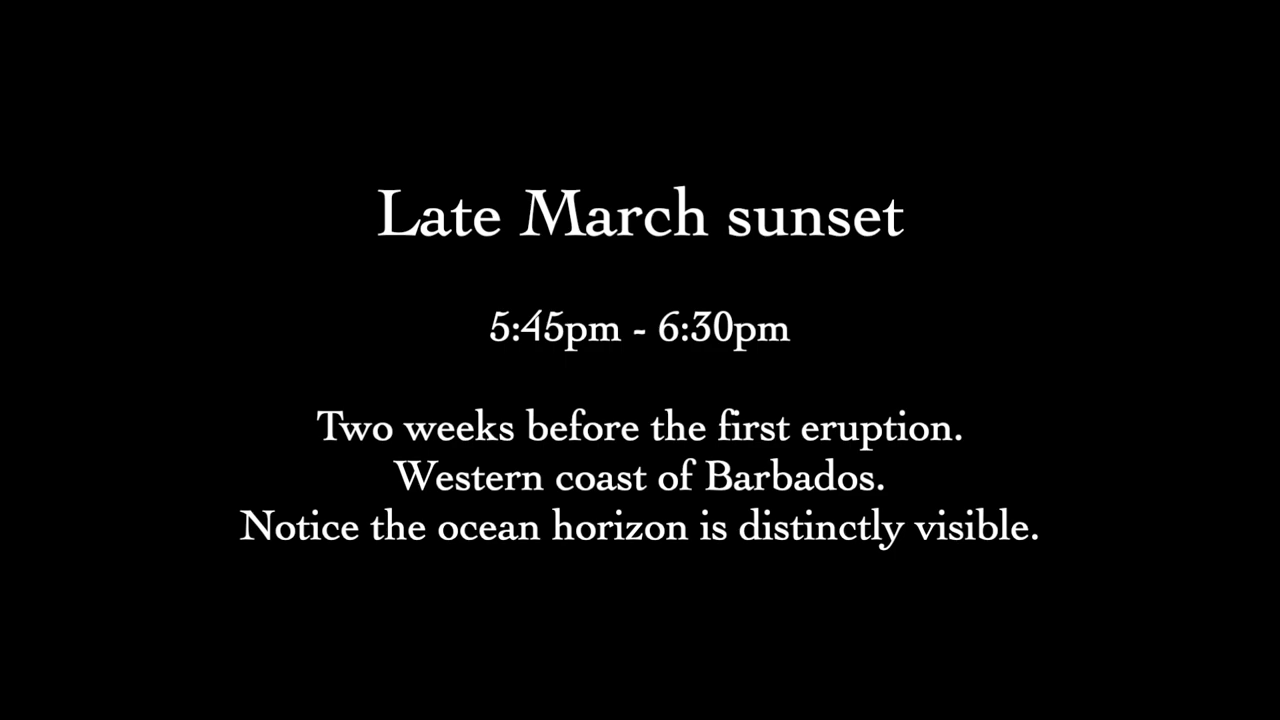 Late March sunset
5:45pm - 6:30pm
Two weeks before the first eruption.
Western coast of Barbados.
Notice the ocean horizon is distinctly visible.